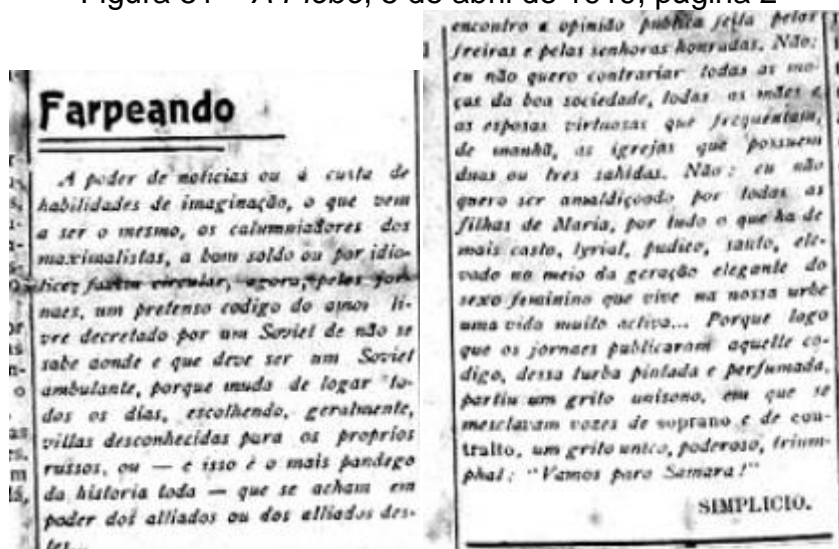 A Plebe, de abril de 1919, página 2
Farpeando
A poder de noticias ou á custa de
habilidades de imaginação, o que vem
a ser o mesmo, os calumniadores dos
maximalistas, a bom soldo ou por idio-
tice, fazem circular, agora, pelos jor-
naes, um pretenso codigo do amor li-
vre decretado por um Soviet de não se
sabe aonde e que deve ser um Soviet
ambulante, porque muda de logar to-
dos os dias, escolhendo, geralmente,
villas desconhecidas para os proprios
russos, ou — e isso é o mais pandego
da historia toda — que se acham em
poder dos alliados ou dos alliados des-
tes...
encontro á opinião publica feita pelas
freiras e pelas senhoras honradas. Não;
eu não quero contrariar todas as mo-
ças da boa sociedade, todas as mães e
as esposas virtuosas que frequentam,
de manhã, as igrejas que possuem
duas ou tres sahidas. Não; eu não
quero ser amaldiçoado por todas as
filhas de Maria, por tudo o que ha de
mais casto, lyrial, pudico, santo, ele-
vado no meio da geração elegante do
sexo feminino que vive na nossa urbe
uma vida muito activa... Porque logo
que os jornaes publicaram aquelle co-
digo, dessa turba pintada e perfumada,
partiu um grito unisono, em que se
mesclavam vozes de soprano e de con-
tralto, um grito unico, poderoso, trium-
phal: "Vamos para Samara!"
SIMPLICIO.